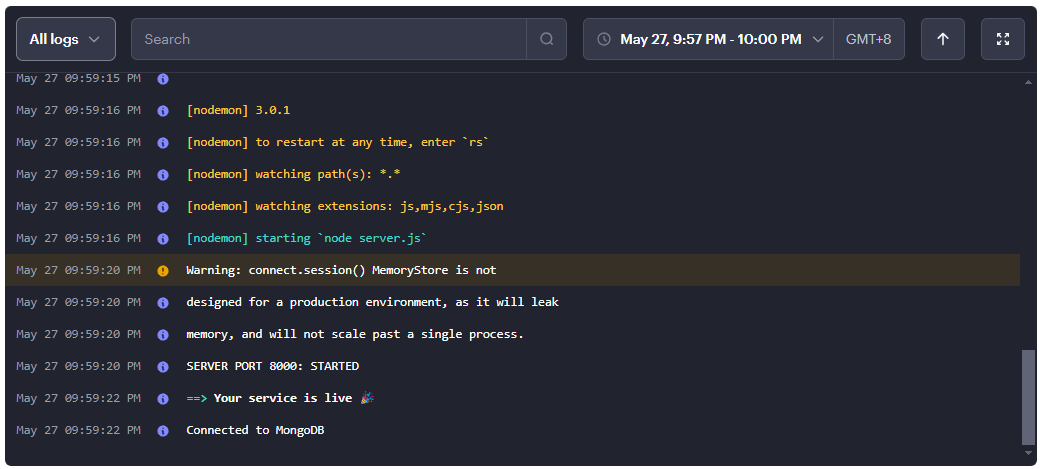 All logs
Search
May 27, 9:57 PM - 10:00 PM
GMT+8
May 27 09:59:15 PM
May 27 09:59:16 PM [nodemon] 3.0.1
May 27 09:59:16 PM [nodemon] to restart at any time, enter `rs`
May 27 09:59:16 PM [nodemon] watching path(s): *.*
May 27 09:59:16 PM [nodemon] watching extensions: js,mjs,cjs,json
May 27 09:59:16 PM [nodemon] starting `node server.js`
May 27 09:59:20 PM Warning: connect.session() MemoryStore is not
May 27 09:59:20 PM designed for a production environment, as it will leak
May 27 09:59:20 PM memory, and will not scale past a single process.
May 27 09:59:20 PM SERVER PORT 8000: STARTED
May 27 09:59:22 PM ==> Your service is live 🎉
May 27 09:59:22 PM Connected to MongoDB